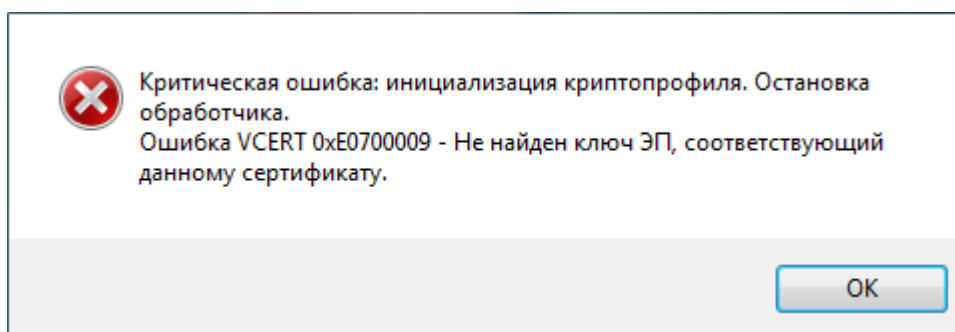 Критическая ошибка: инициализация криптопрофиля. Остановка
обработчика.
Ошибка VCERT 0xE0700009 - Не найден ключ ЭП, соответствующий
данному сертификату.
OK